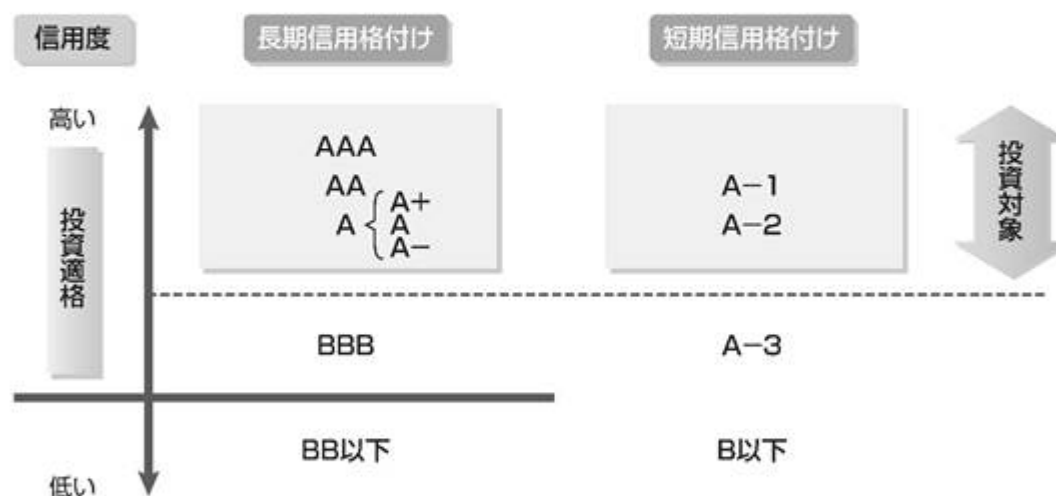 信用度
長期信用格付け
短期信用格付け
高い
投資適格
低い
AAA
AA
A
A+
A
A−
BBB
BB以下
A−1
A−2
A−3
B以下
投資対象